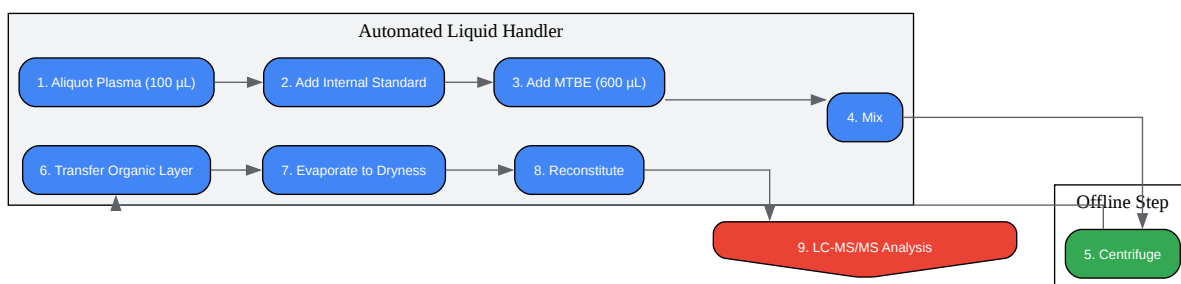 Automated Liquid Handler
1. Aliquot Plasma (100 µL)
2. Add Internal Standard
3. Add MTBE (600 µL)
4. Mix
6. Transfer Organic Layer
7. Evaporate to Dryness
8. Reconstitute
Offline Step
5. Centrifuge
9. LC-MS/MS Analysis